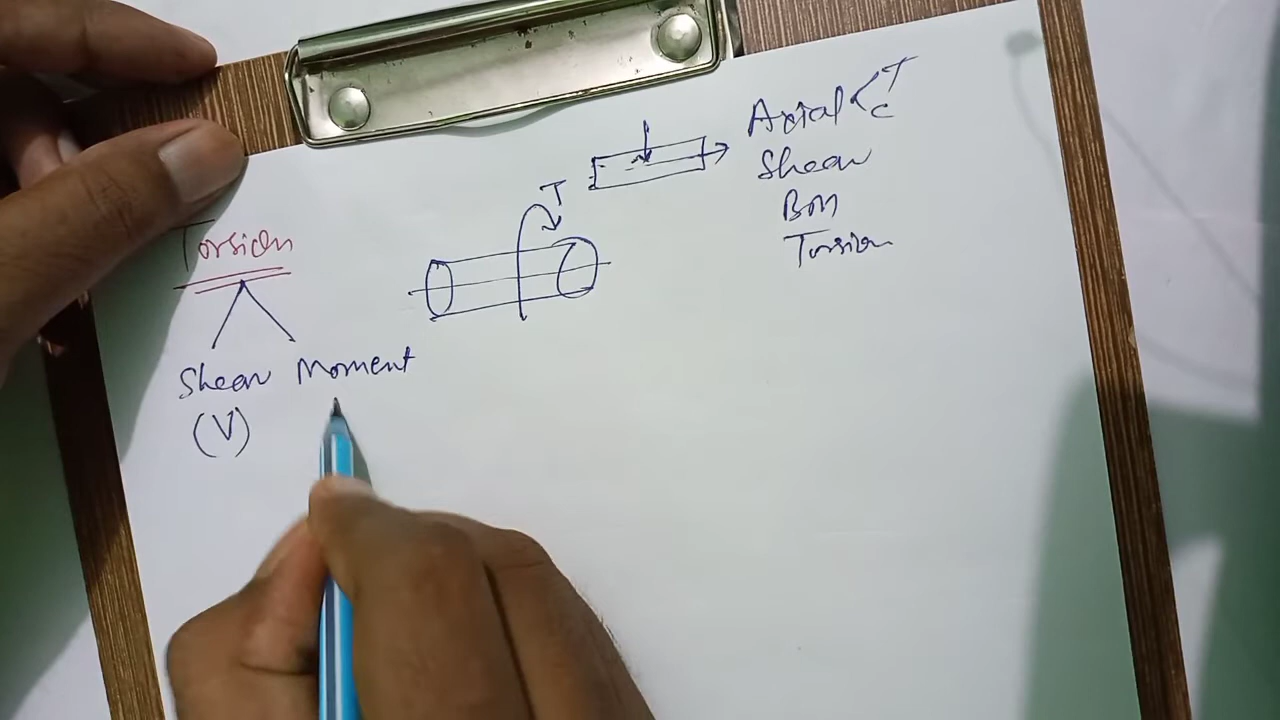 Axial < T
C
Shear
BM
Torsion
T
Torsion
Shear Moment
(V)